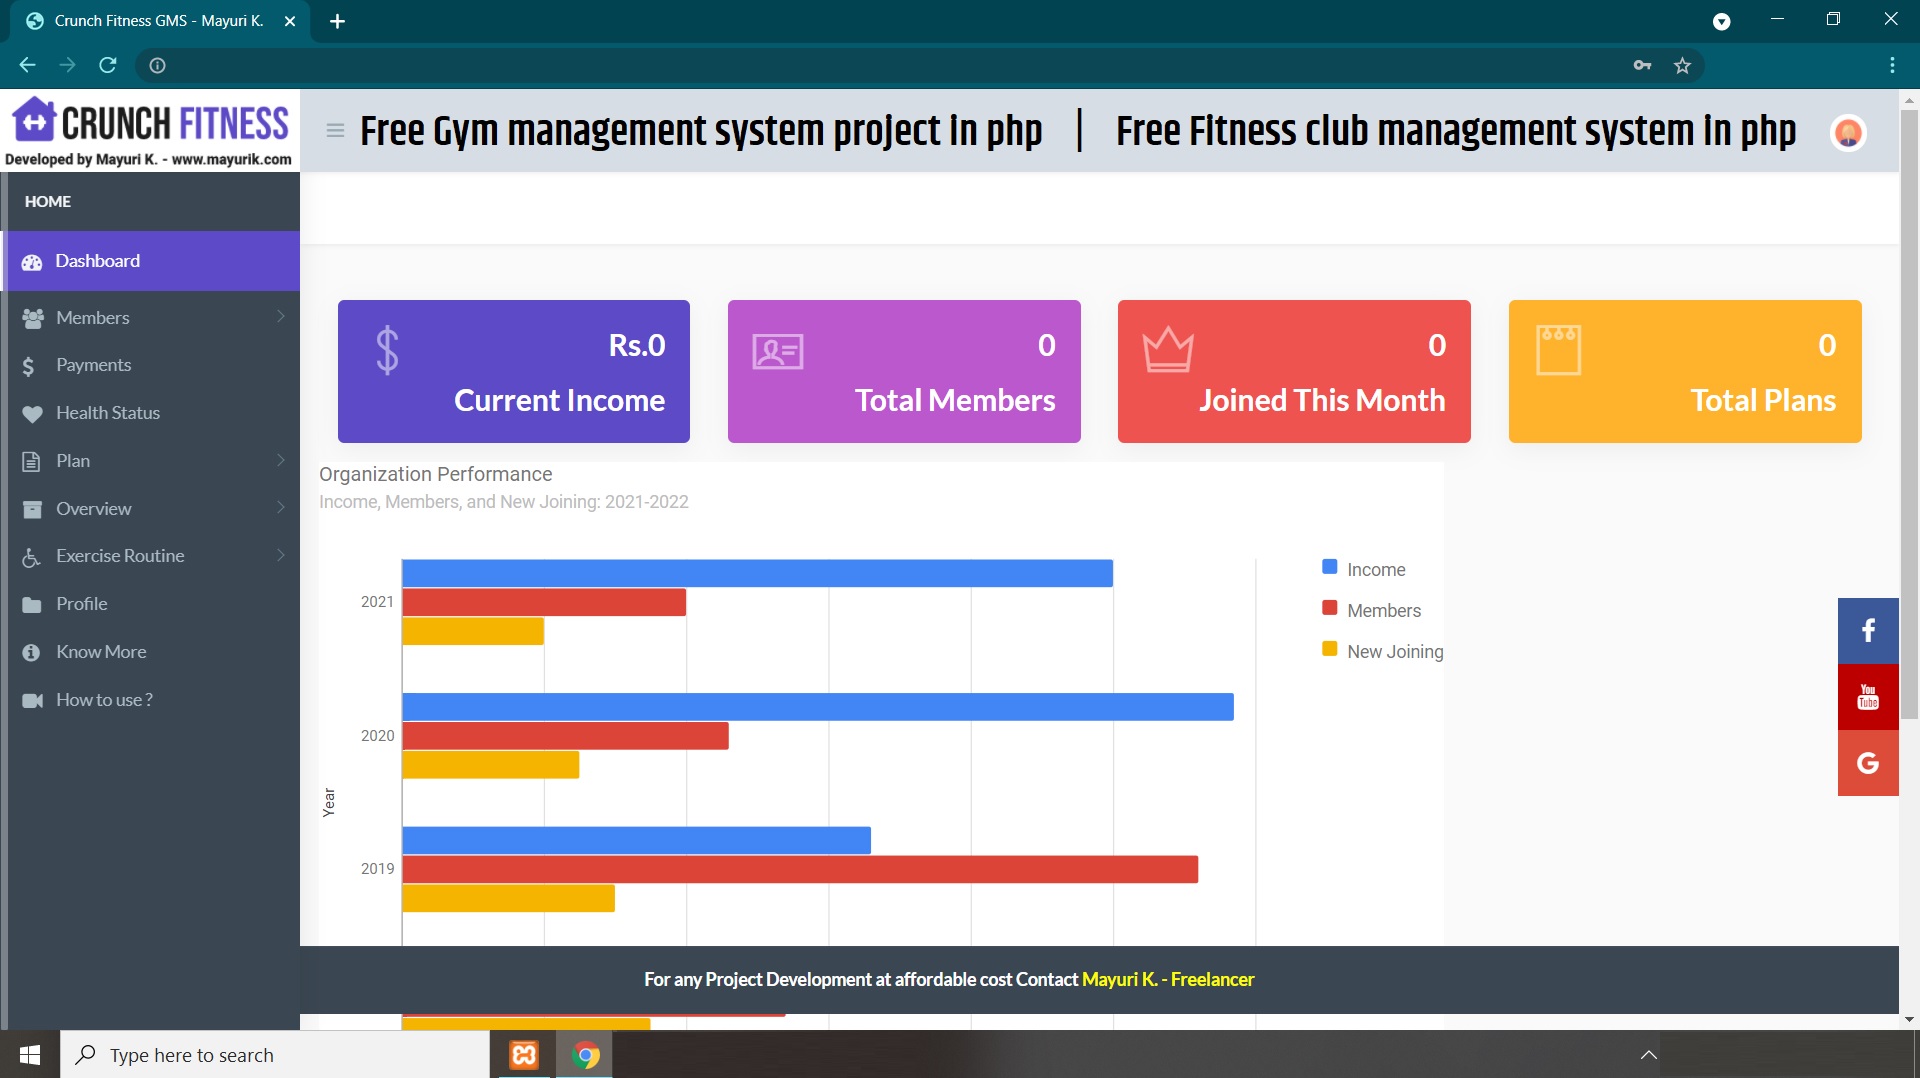 Crunch Fitness GMS - Mayuri K.
CRUNCH FITNESS
Developed by Mayuri K. - www.mayurik.com
Free Gym management system project in php | Free Fitness club management system in php
HOME
Dashboard
Members
Payments
Health Status
Plan
Overview
Exercise Routine
Profile
Know More
How to use ?
Rs.0
Current Income
0
Total Members
0
Joined This Month
0
Total Plans
Organization Performance
Income, Members, and New Joining: 2021-2022
Income
Members
New Joining
2021
2020
2019
Year
You
Tube
For any Project Development at affordable cost Contact Mayuri K. - Freelancer
Type here to search